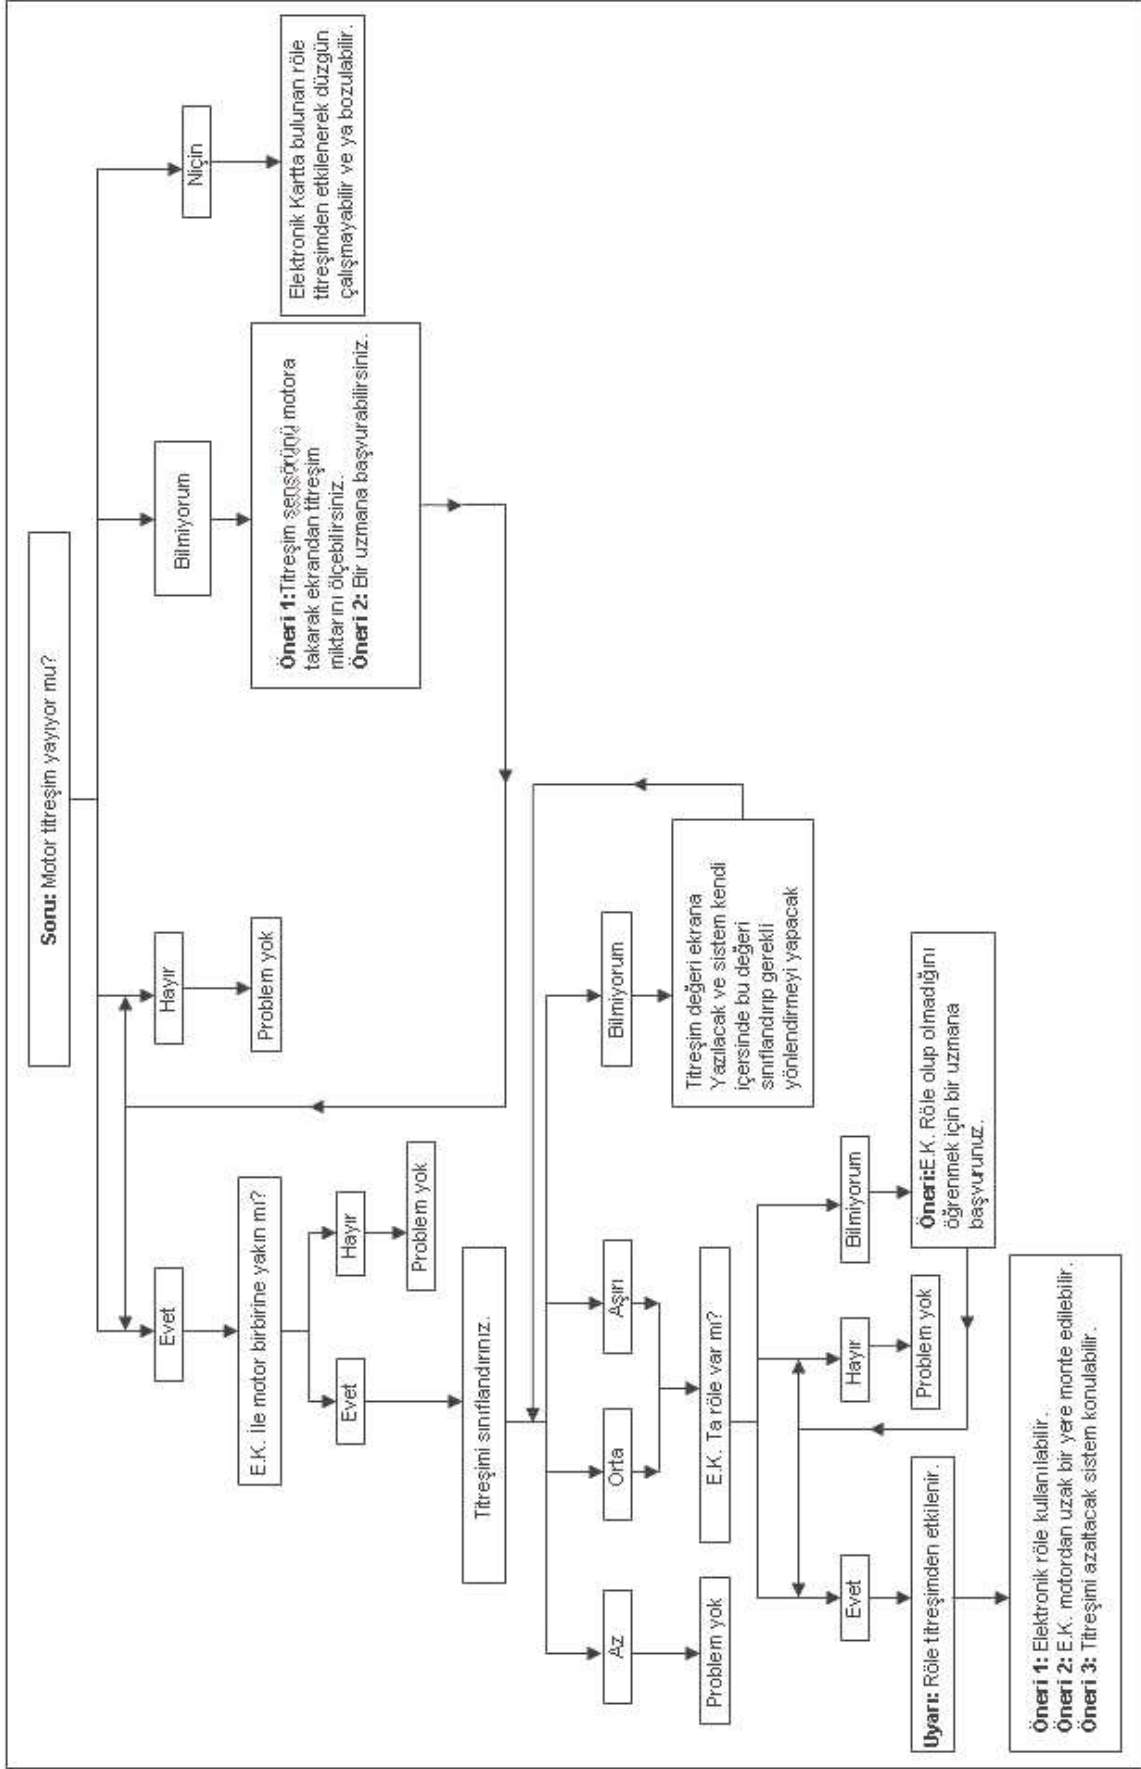 Soru: Motor titreşim yayıyor mu?
Evet
Hayır
Bilmiyorum
Niçin
E.K. İle motor birbirine yakın mı?
Problem yok
Öneri 1:Titreşim sensörünü motora
takarak ekrandan titreşim
miktarını ölçebilirsiniz.
Öneri 2: Bir uzmana başvurabilirsiniz.
Elektronik Kartta bulunan röle
titreşimden etkilenerek düzgün
çalışmayabilir ve ya bozulabilir.
Evet
Hayır
Problem yok
Titreşimi sınıflandırınız.
Az
Orta
Aşırı
Bilmiyorum
Problem yok
E.K. Ta röle var mı?
Titreşim değeri ekrana
Yazılacak ve sistem kendi
içersinde bu değeri
sınıflandırıp gerekli
yönlendirmeyi yapacak
Evet
Hayır
Bilmiyorum
Uyarı: Röle titreşimden etkilenir.
Problem yok
Öneri:E.K. Röle olup olmadığını
öğrenmek için bir uzmana
başvurunuz.
Öneri 1: Elektronik röle kullanılabilir.
Öneri 2: E.K. motordan uzak bir yere monte edilebilir.
Öneri 3: Titreşimi azaltacak sistem konulabilir.